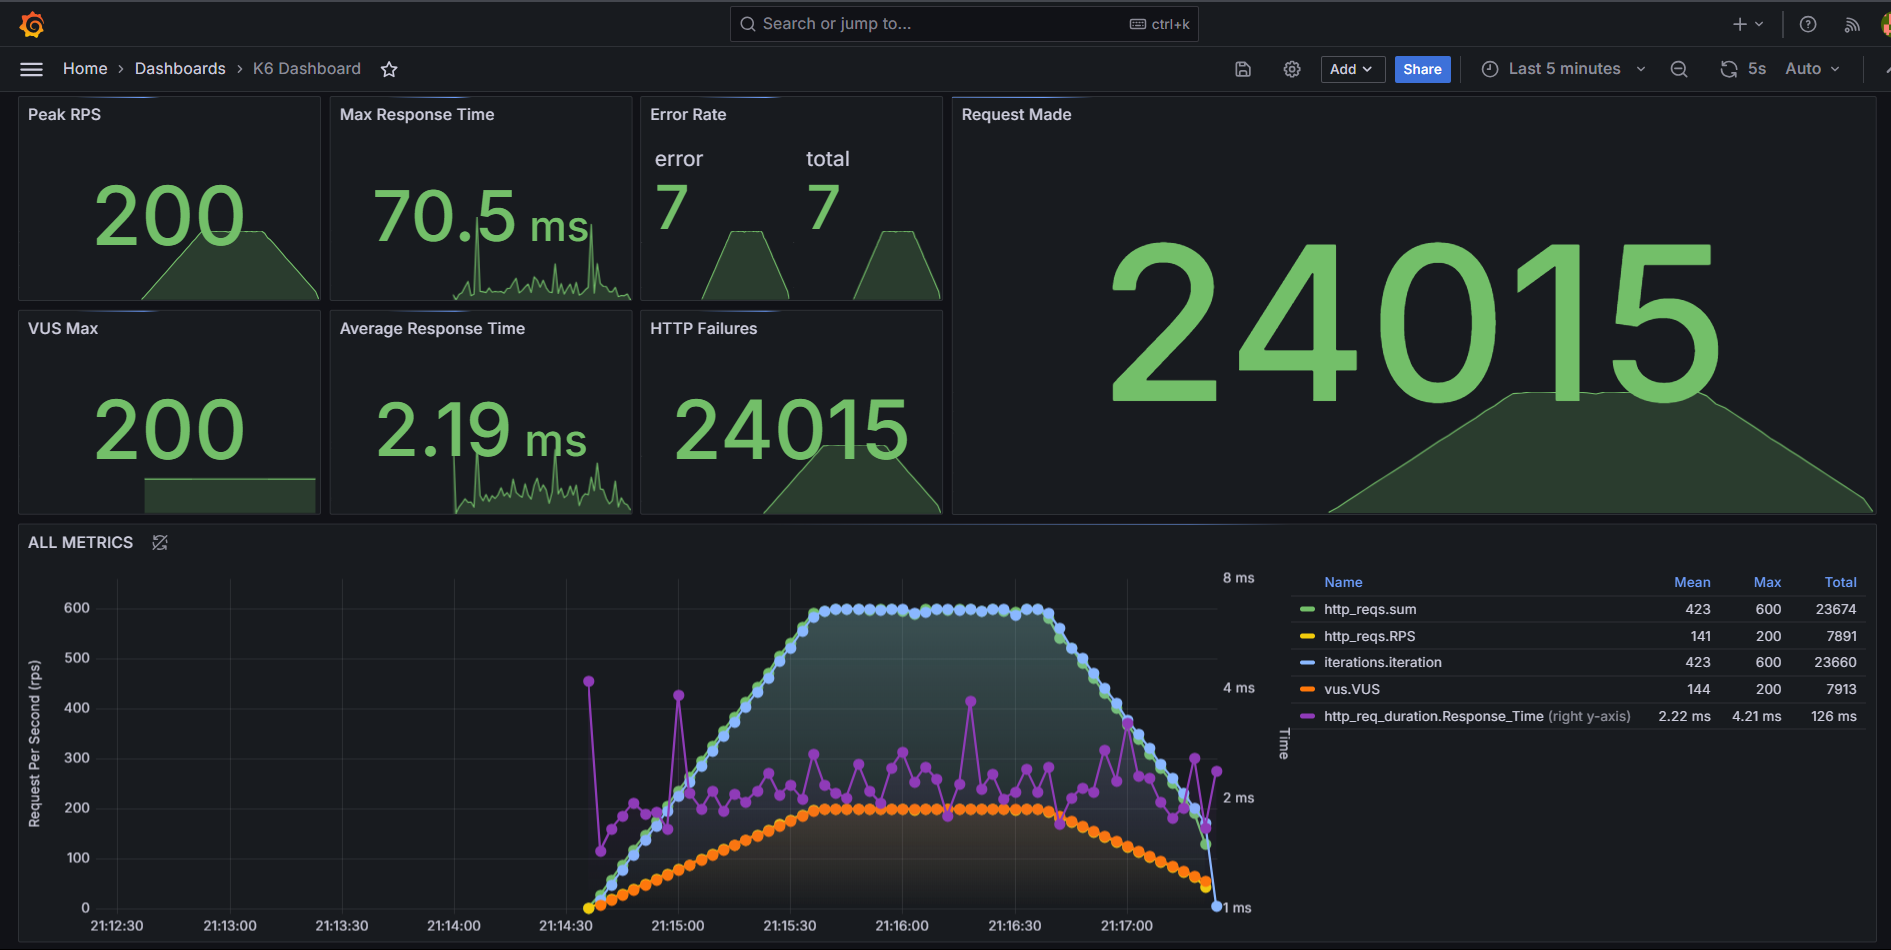 Search or jump to...
ctrl+k
Home › Dashboards › K6 Dashboard
Add
Share
Last 5 minutes
5s
Auto
Peak RPS
200
Max Response Time
70.5 ms
Error Rate
error
7
total
7
Request Made
24015
VUS Max
200
Average Response Time
2.19 ms
HTTP Failures
24015
ALL METRICS
Request Per Second (rps)
600
500
400
300
200
100
0
21:12:30
21:13:00
21:13:30
21:14:00
21:14:30
21:15:00
21:15:30
21:16:00
21:16:30
21:17:00
8 ms
4 ms
2 ms
1 ms
Time
Name Mean Max Total
http_reqs.sum 423 600 23674
http_reqs.RPS 141 200 7891
iterations.iteration 423 600 23660
vus.VUS 144 200 7913
http_req_duration.Response_Time (right y-axis) 2.22 ms 4.21 ms 126 ms